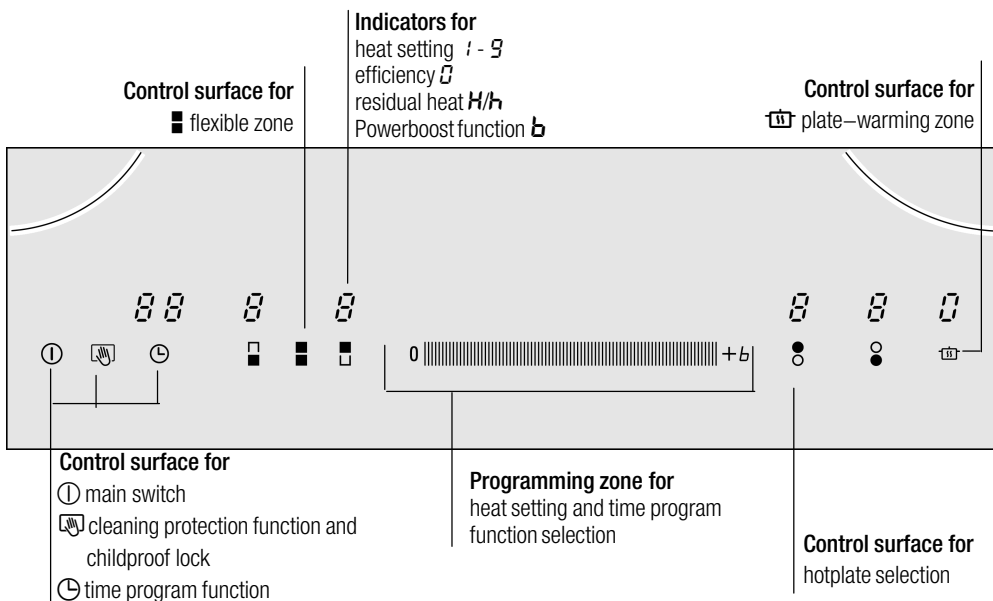 Indicators for
heat setting 1 - 9
efficiency 0
residual heat H/h
Powerboost function b
Control surface for
flexible zone
Control surface for
plate–warming zone
88 8 8 8 8 0
0 +b
Control surface for
main switch
cleaning protection function and
childproof lock
time program function
Programming zone for
heat setting and time program
function selection
Control surface for
hotplate selection